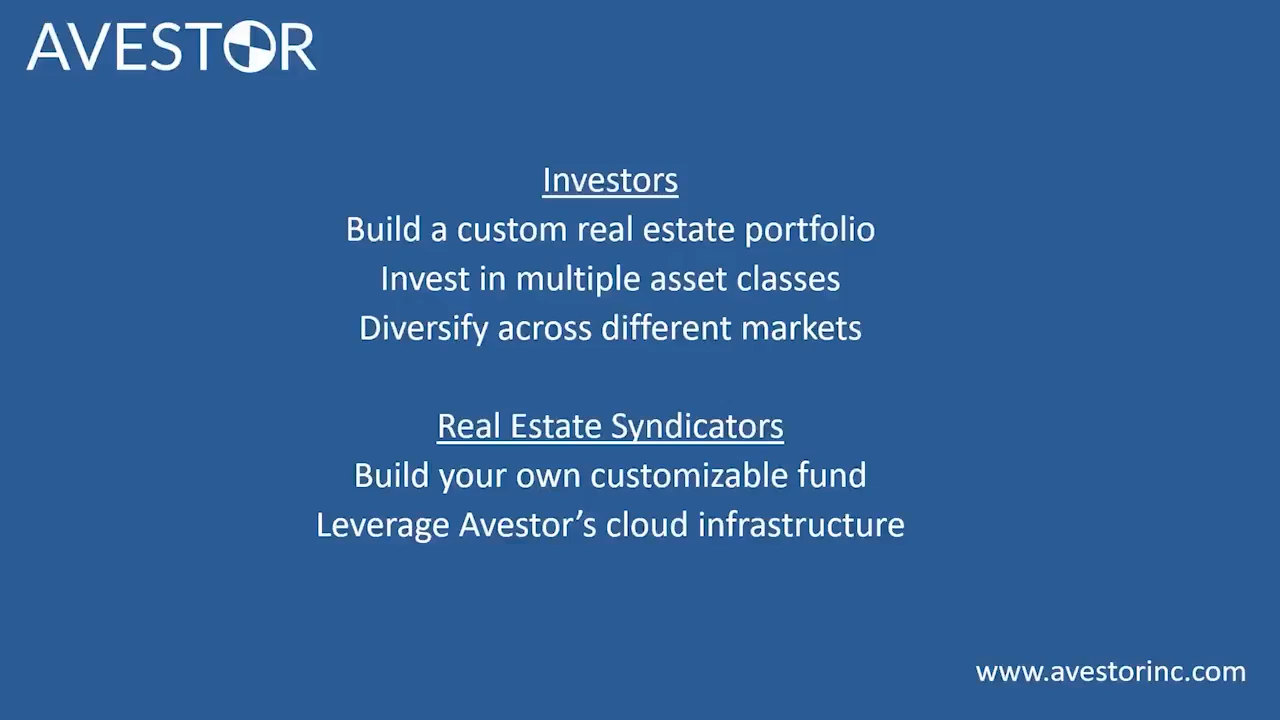 AVESTOR
Investors
Build a custom real estate portfolio
Invest in multiple asset classes
Diversify across different markets
Real Estate Syndicators
Build your own customizable fund
Leverage Avestor’s cloud infrastructure
www.avestorinc.com